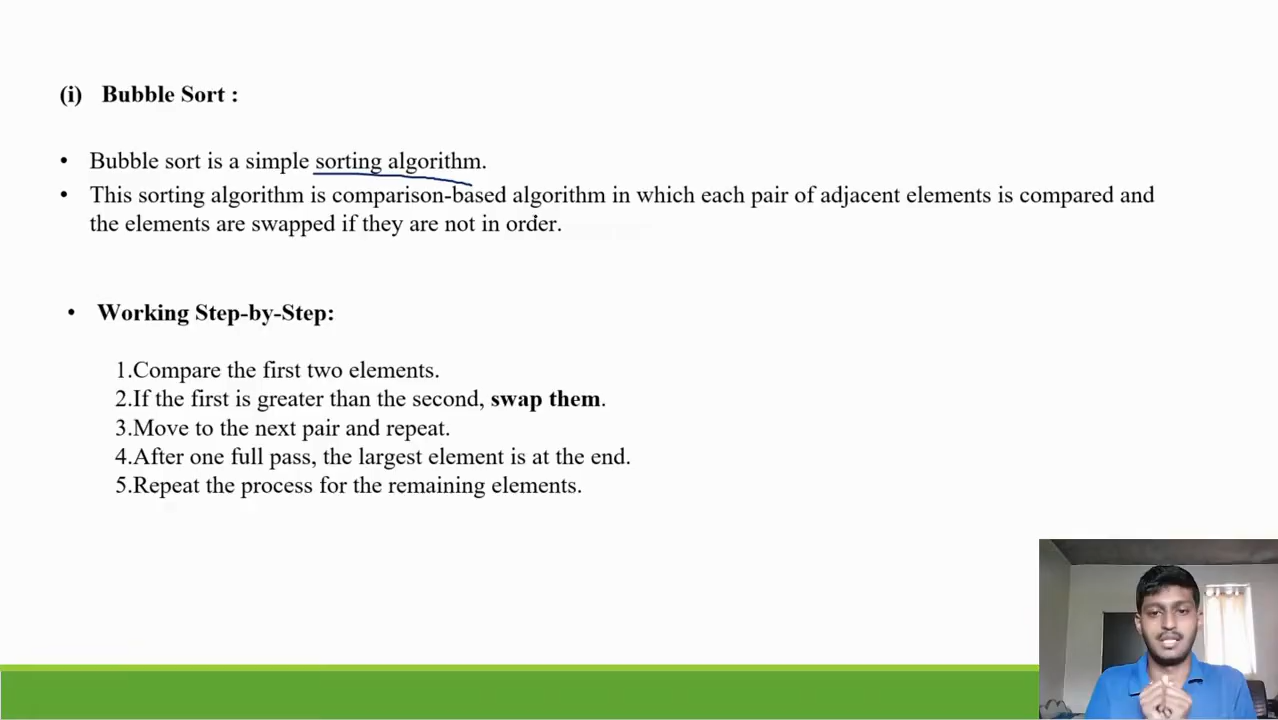 (i) Bubble Sort :
• Bubble sort is a simple sorting algorithm.
• This sorting algorithm is comparison-based algorithm in which each pair of adjacent elements is compared and
the elements are swapped if they are not in order.
• Working Step-by-Step:
1.Compare the first two elements.
2.If the first is greater than the second, swap them.
3.Move to the next pair and repeat.
4.After one full pass, the largest element is at the end.
5.Repeat the process for the remaining elements.